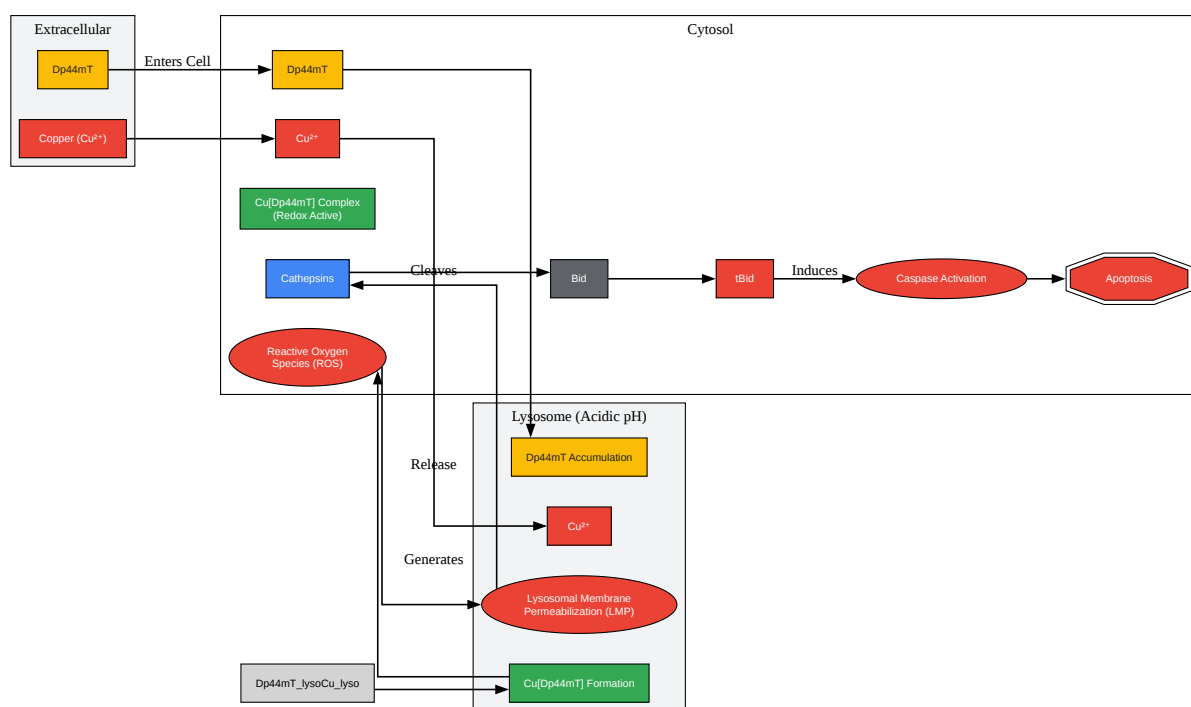 Extracellular
Cytosol
Dp44mT
Enters Cell
Dp44mT
Copper (Cu²⁺)
Cu²⁺
Cu[Dp44mT] Complex
(Redox Active)
Cathepsins
Cleaves
Bid
tBid
Induces
Caspase Activation
Apoptosis
Reactive Oxygen
Species (ROS)
Lysosome (Acidic pH)
Dp44mT Accumulation
Release
Cu²⁺
Generates
Lysosomal Membrane
Permeabilization (LMP)
Dp44mT_lysoCu_lyso
Cu[Dp44mT] Formation